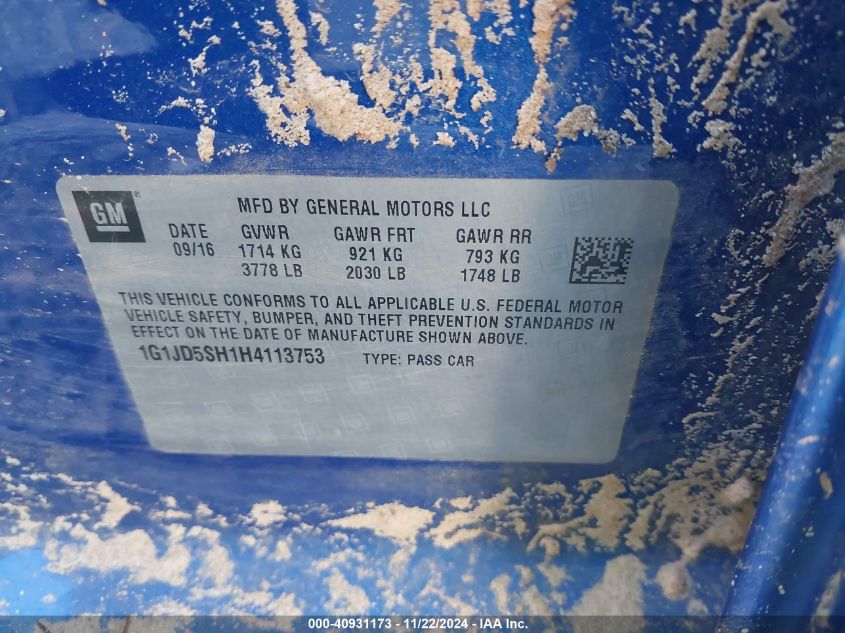 GM
MFD BY GENERAL MOTORS LLC
DATE GVWR GAWR FRT GAWR RR
09/16 1714 KG 921 KG 793 KG
3778 LB 2030 LB 1748 LB
THIS VEHICLE CONFORMS TO ALL APPLICABLE U.S. FEDERAL MOTOR
VEHICLE SAFETY, BUMPER, AND THEFT PREVENTION STANDARDS IN
EFFECT ON THE DATE OF MANUFACTURE SHOWN ABOVE.
1G1JD5SH1H4113753 TYPE: PASS CAR
000-40931173 - 11/22/2024 - IAA Inc.